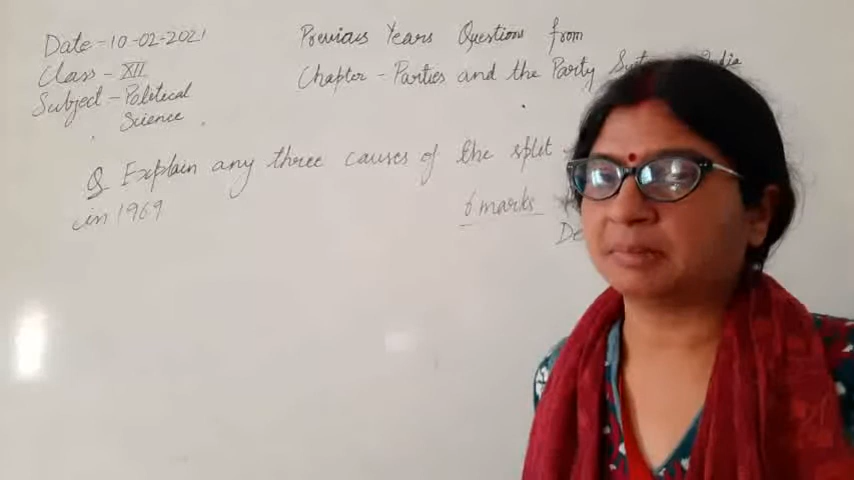 Date - 10-02-2021
Class - XII
Subject - Political
Science
Previous Years Questions from
Chapter - Parties and the Party
Q Explain any three causes of the split
in 1969
6 marks